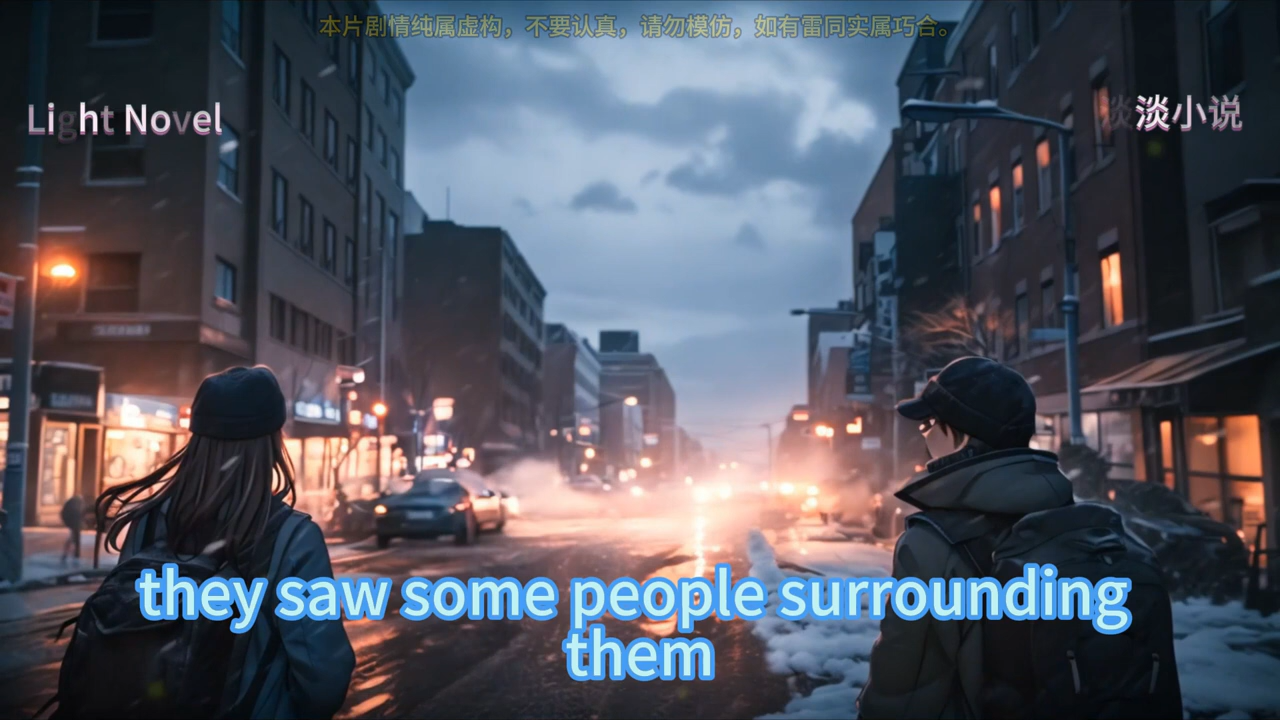 本片剧情纯属虚构，不要认真，请勿模仿，如有雷同实属巧合。
Light Novel
淡淡小说
they saw some people surrounding
them